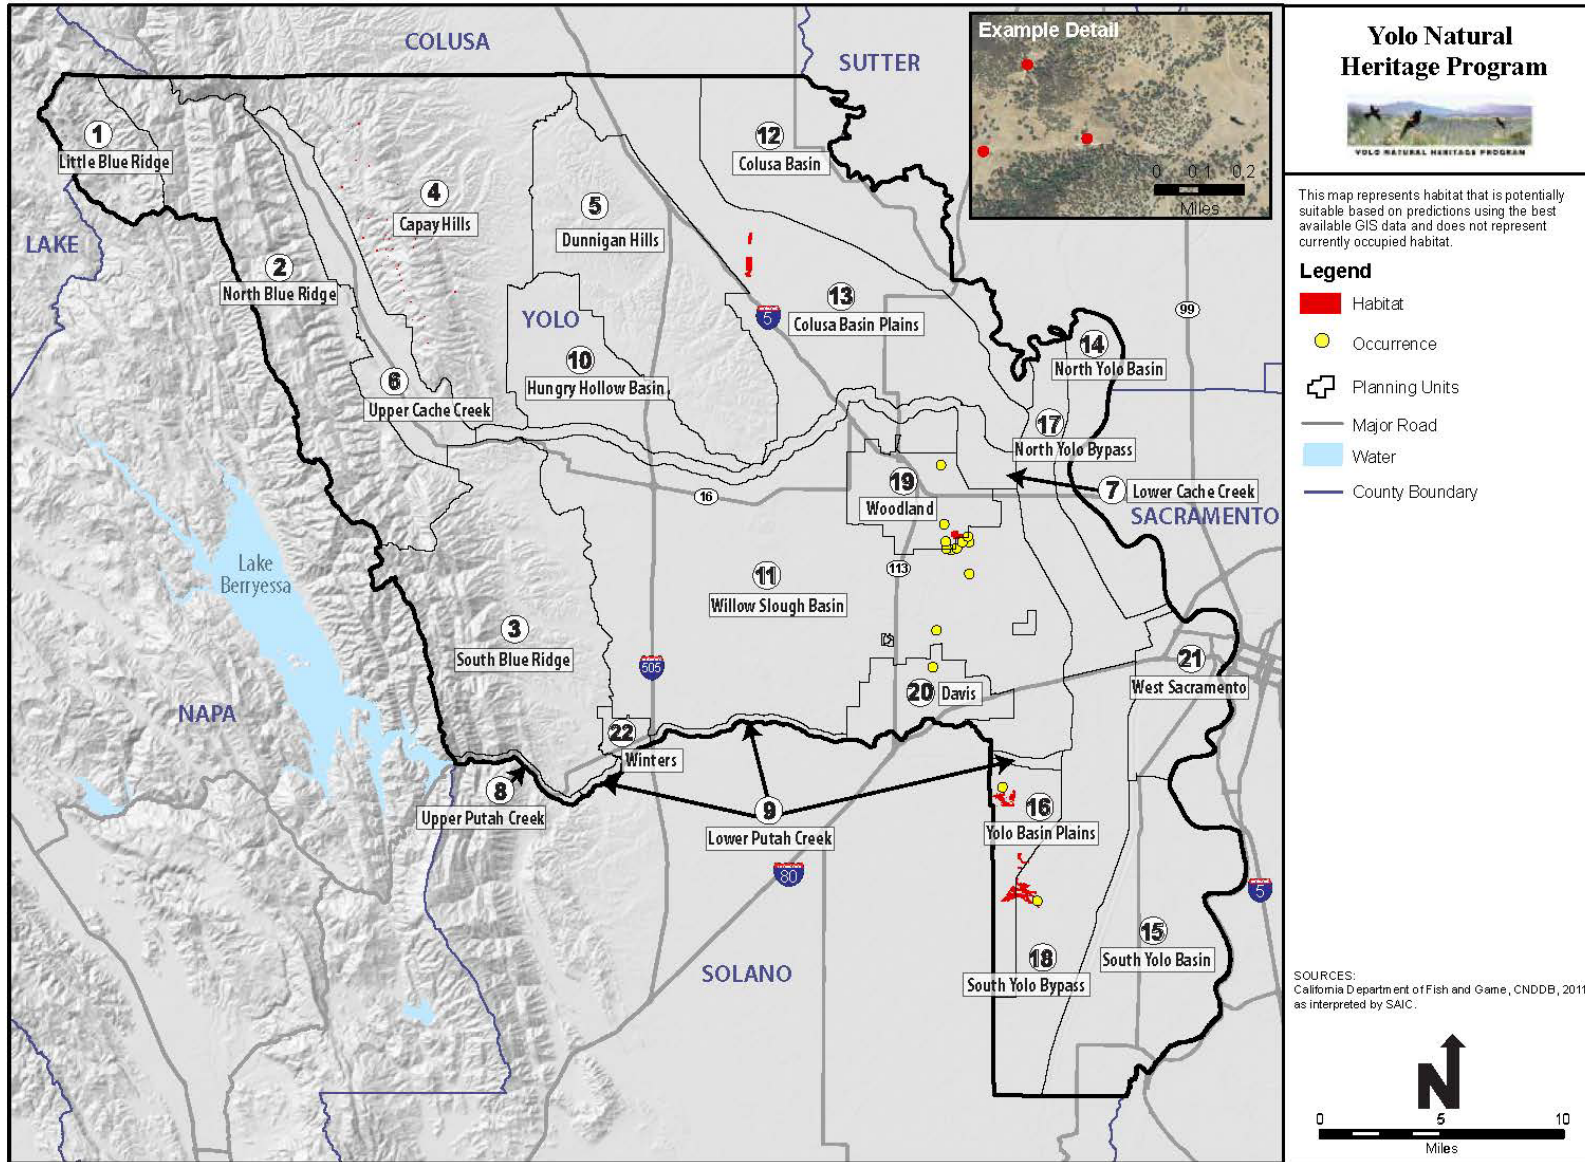 COLUSA
SUTTER
Example Detail
0 0.1 0.2
Miles
1
Little Blue Ridge
12
Colusa Basin
4
Capay Hills
5
Dunnigan Hills
LAKE
2
North Blue Ridge
13
Colusa Basin Plains
5
YOLO
99
14
North Yolo Basin
10
Hungry Hollow Basin
6
Upper Cache Creek
17
North Yolo Bypass
19
Woodland
16
7
Lower Cache Creek
SACRAMENTO
Lake
Berryessa
113
11
Willow Slough Basin
3
South Blue Ridge
505
21
West Sacramento
20
Davis
NAPA
22
Winters
8
Upper Putah Creek
9
Lower Putah Creek
16
Yolo Basin Plains
80
5
15
South Yolo Basin
18
South Yolo Bypass
SOLANO
Yolo Natural
Heritage Program
YOLO NATURAL HERITAGE PROGRAM
This map represents habitat that is potentially
suitable based on predictions using the best
available GIS data and does not represent
currently occupied habitat.
Legend
Habitat
Occurrence
Planning Units
Major Road
Water
County Boundary
SOURCES:
California Department of Fish and Game, CNDDB, 2011
as interpreted by SAIC.
N
0 5 10
Miles